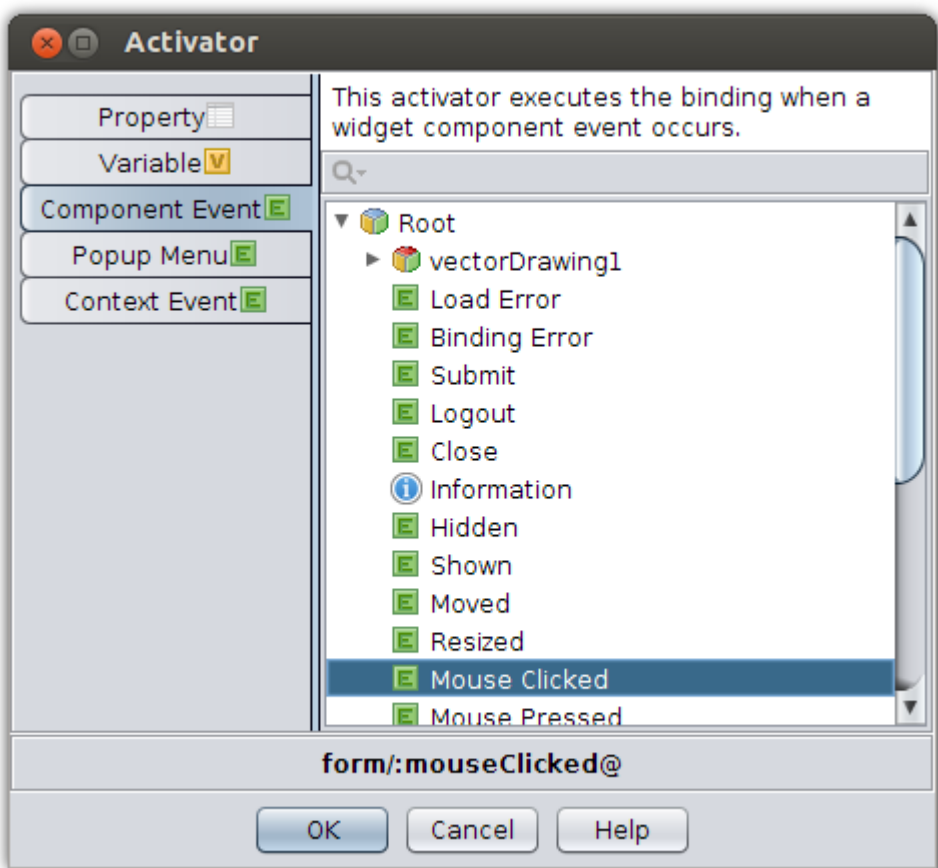 Activator
Property
Variable
Component Event
Popup Menu
Context Event
This activator executes the binding when a
widget component event occurs.
Root
vectorDrawing1
Load Error
Binding Error
Submit
Logout
Close
Information
Hidden
Shown
Moved
Resized
Mouse Clicked
Mouse Pressed
form/:mouseClicked@
OK
Cancel
Help